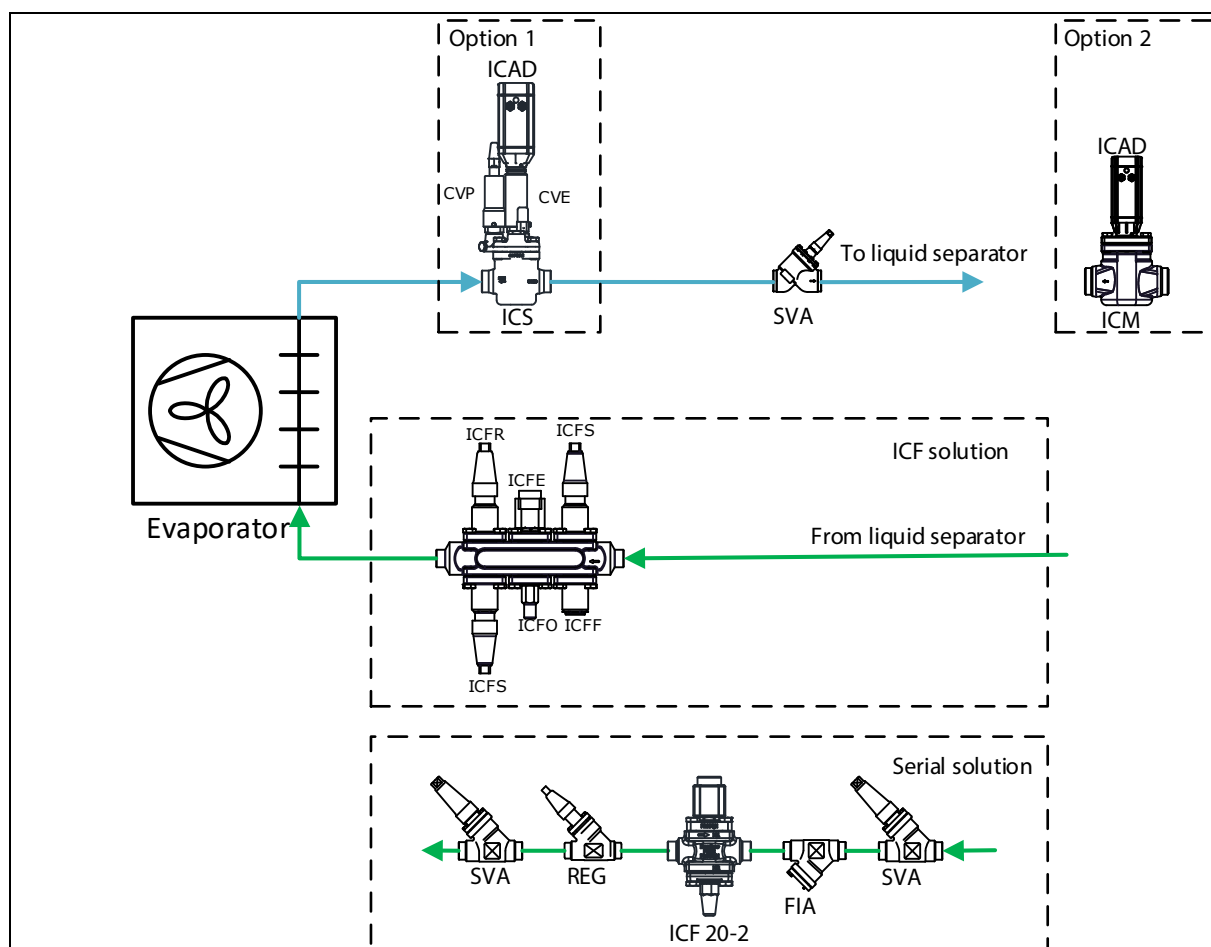 Option 1
Option 2
ICAD
ICAD
CVP
CVE
To liquid separator
ICS
SVA
ICM
ICFR
ICFS
ICF solution
ICFE
Evaporator
From liquid separator
ICFO
ICFF
ICFS
Serial solution
SVA
REG
FIA
SVA
ICF 20-2